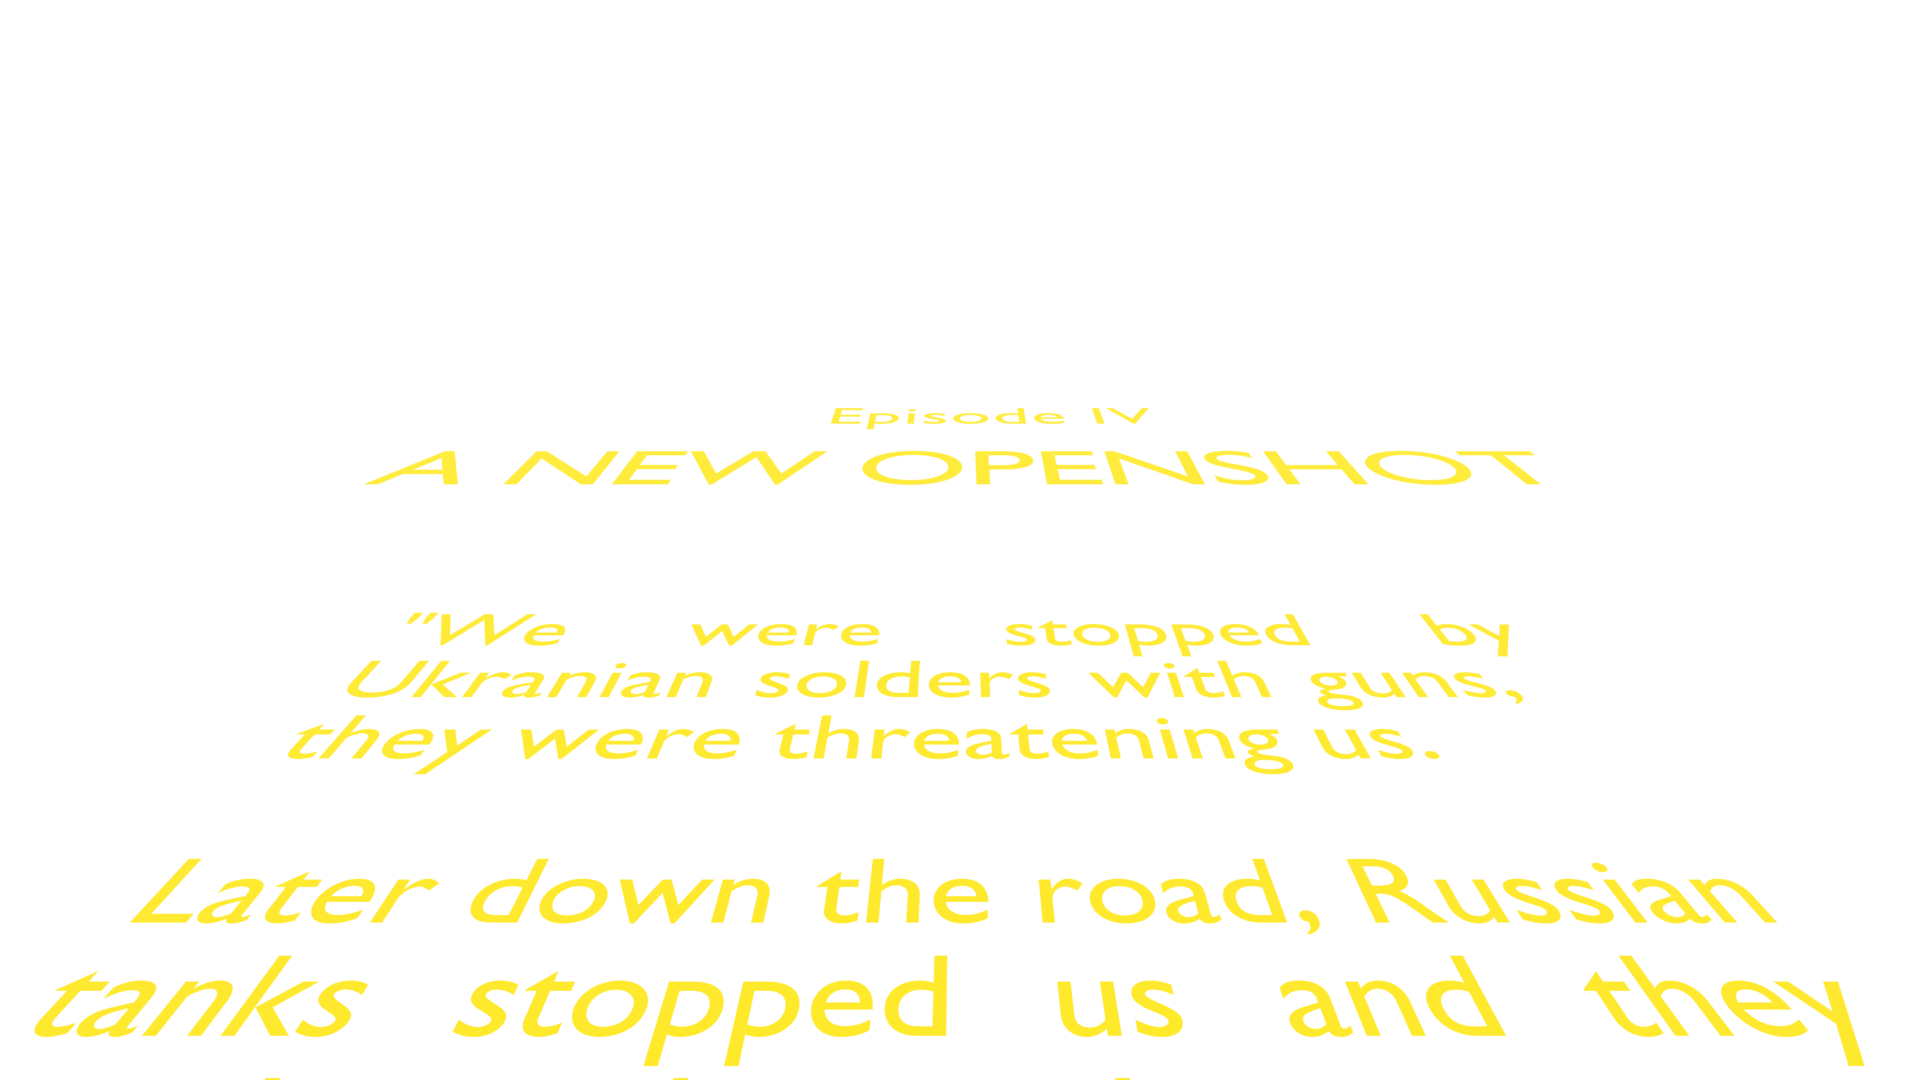 Episode IV
A NEW OPENSHOT
"We were stopped by
Ukranian solders with guns,
they were threatening us.
Later down the road, Russian
tanks stopped us and they